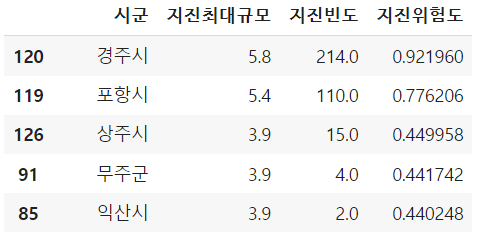 시군 지진최대규모 지진빈도 지진위험도
120 경주시 5.8 214.0 0.921960
119 포항시 5.4 110.0 0.776206
126 상주시 3.9 15.0 0.449958
91 무주군 3.9 4.0 0.441742
85 익산시 3.9 2.0 0.440248